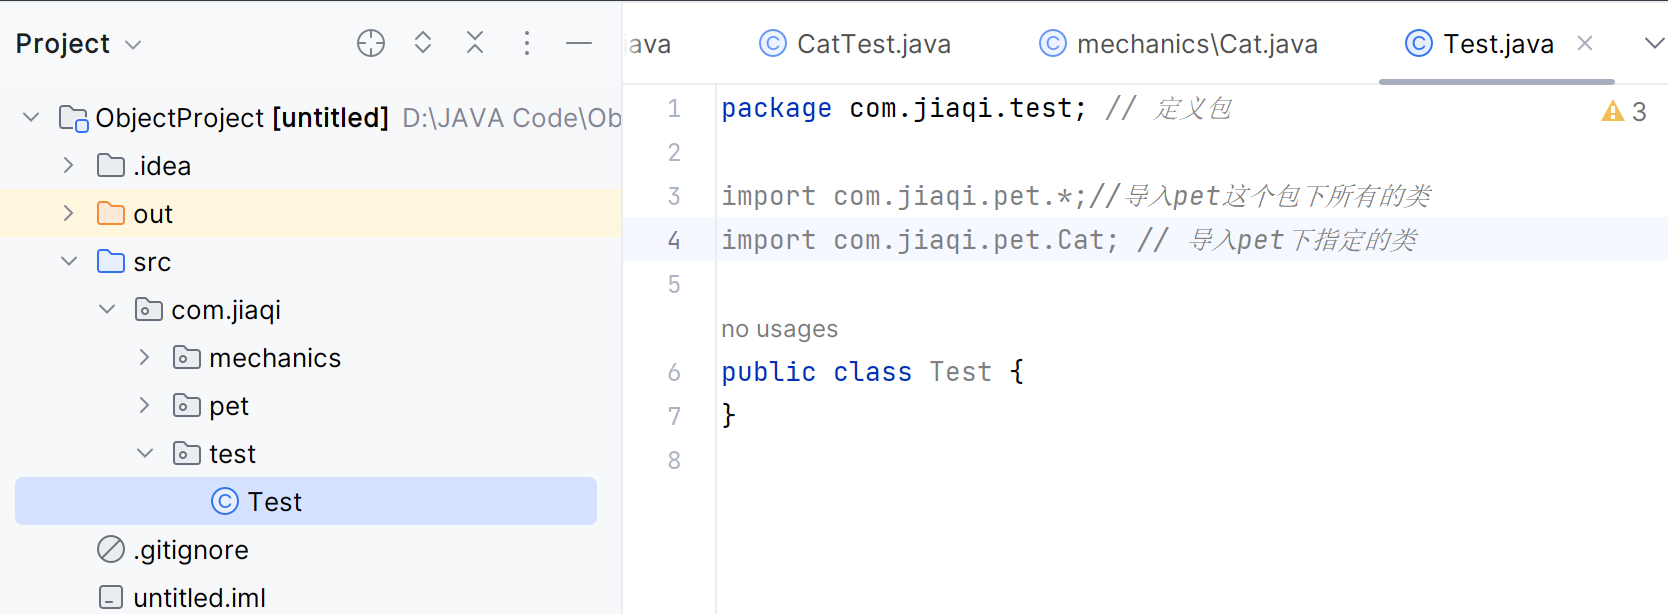 Project
ObjectProject [untitled] D:\JAVA Code\Ob
.idea
out
src
com.jiaqi
mechanics
pet
test
Test
.gitignore
untitled.iml
java CatTest.java mechanics\Cat.java Test.java
1 package com.jiaqi.test; // 定义包
3
2
3 import com.jiaqi.pet.*;//导入pet这个包下所有的类
4 import com.jiaqi.pet.Cat; // 导入pet下指定的类
5
no usages
6 public class Test {
7 }
8